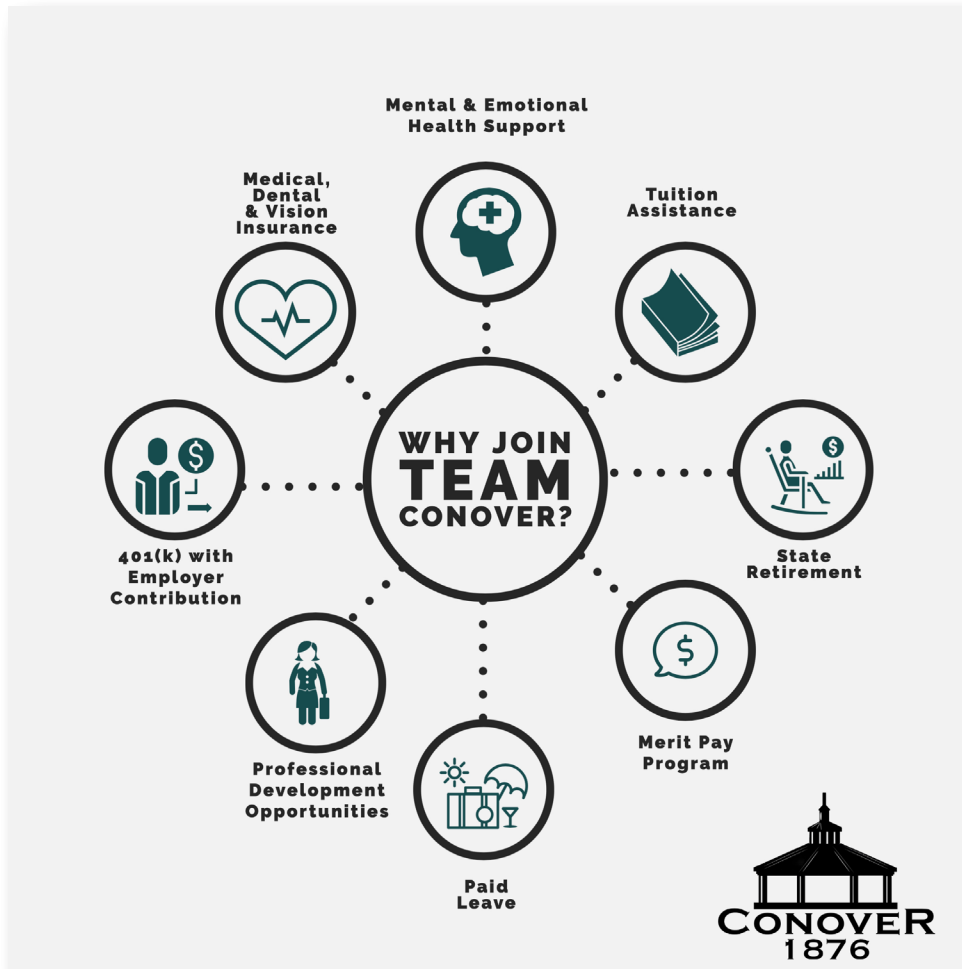 Mental & Emotional
Health Support
Medical,
Dental
& Vision
Insurance
Tuition
Assistance
WHY JOIN
TEAM
CONOVER?
401(k) with
Employer
Contribution
State
Retirement
Professional
Development
Opportunities
Merit Pay
Program
Paid
Leave
CONOVER
1876